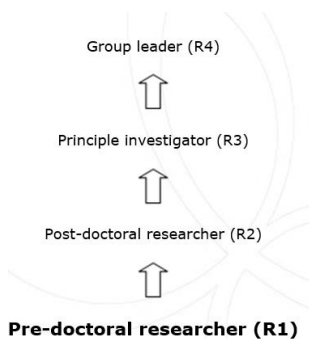 Group leader (R4)
Principle investigator (R3)
Post-doctoral researcher (R2)
Pre-doctoral researcher (R1)